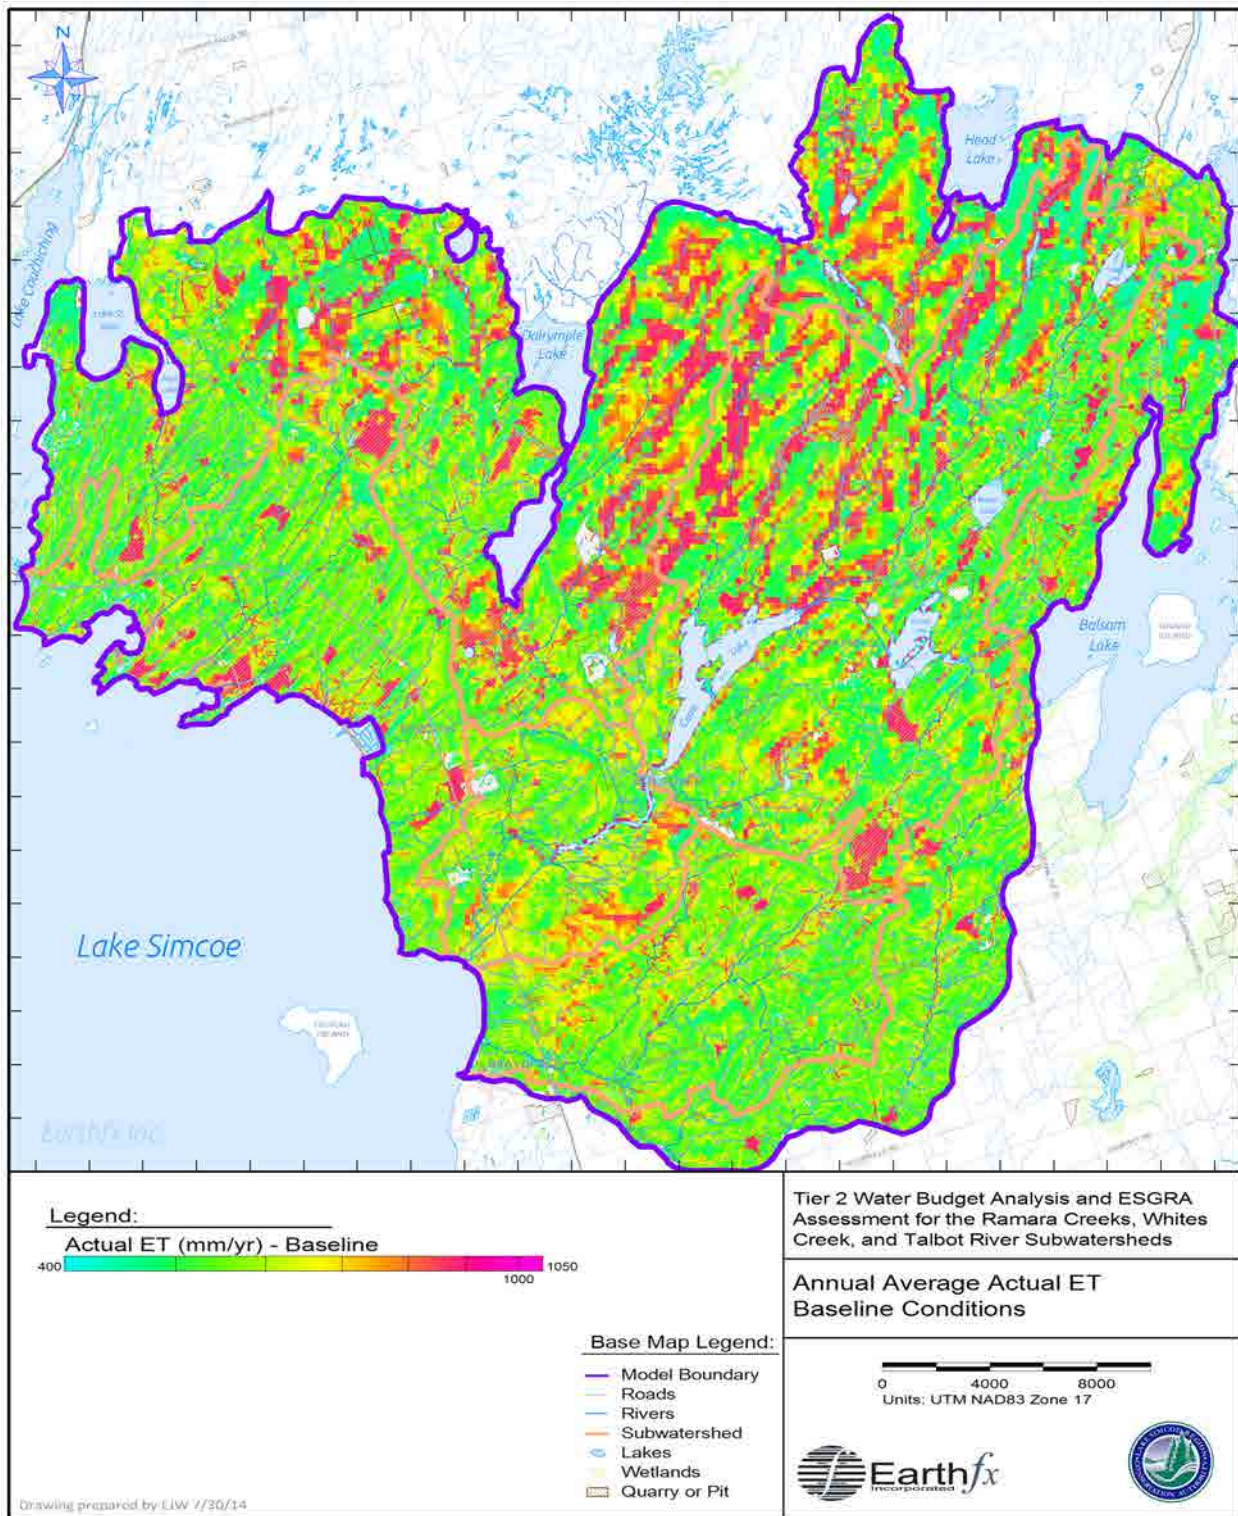 N
Head
Lake
Lake Couchiching
Dalrymple
Lake
Balsam
Lake
Lake Simcoe
Earthfx Inc.
Legend:
Actual ET (mm/yr) - Baseline
400
1050
1000
Base Map Legend:
Model Boundary
Roads
Rivers
Subwatershed
Lakes
Wetlands
Quarry or Pit
Drawing prepared by EJW 7/30/14
Tier 2 Water Budget Analysis and ESGRA
Assessment for the Ramara Creeks, Whites
Creek, and Talbot River Subwatersheds
Annual Average Actual ET
Baseline Conditions
0 4000 8000
Units: UTM NAD83 Zone 17
Earthfx
Incorporated